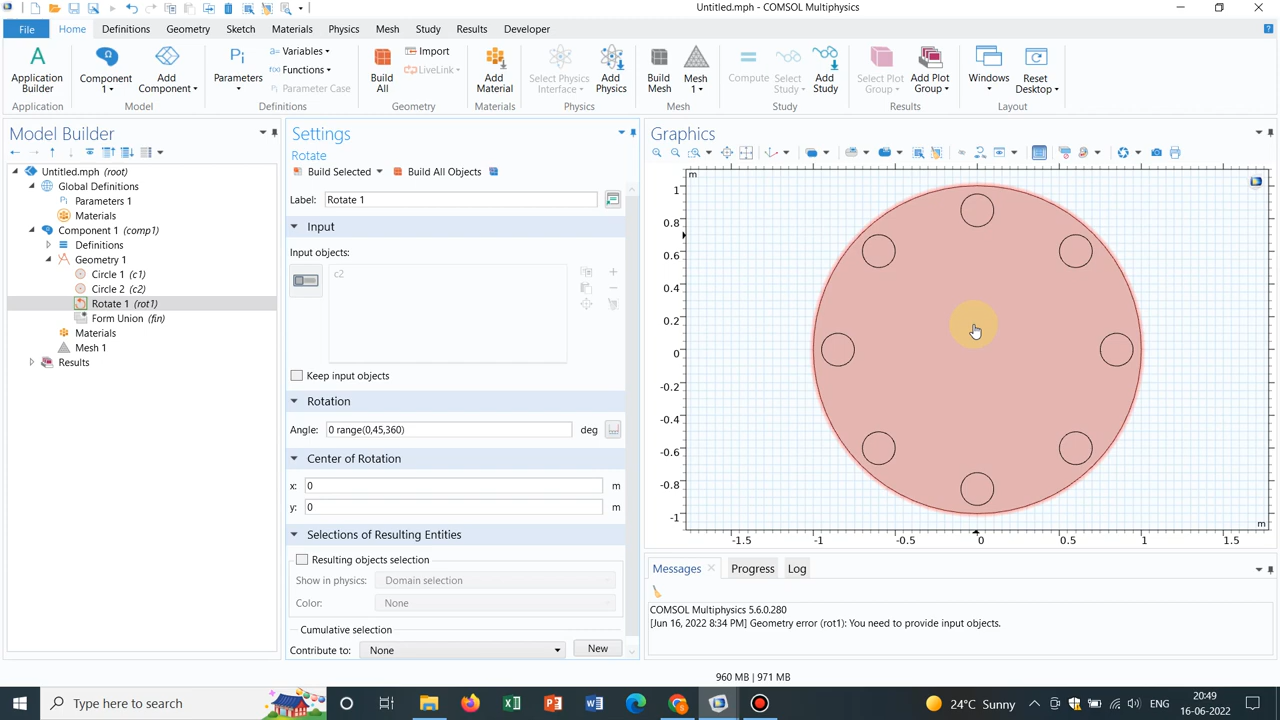 Untitled.mph - COMSOL Multiphysics
File Home Definitions Geometry Sketch Materials Physics Mesh Study Results Developer
Application Builder
Component 1
Add Component
Parameters
a= Variables
f(x) Functions
Pi Parameter Case
Build All
Import
LiveLink
Add Material
Select Physics Interface
Add Physics
Build Mesh
Mesh 1
Compute
Select Study
Add Study
Select Plot Group
Add Plot Group
Windows
Reset Desktop
Application Model Definitions Geometry Materials Physics Mesh Study Results Layout
Model Builder
Untitled.mph (root)
Global Definitions
Pi Parameters 1
Materials
Component 1 (comp1)
Definitions
Geometry 1
Circle 1 (c1)
Circle 2 (c2)
Rotate 1 (rot1)
Form Union (fin)
Materials
Mesh 1
Results
Settings
Rotate
Build Selected Build All Objects
Label: Rotate 1
Input
Input objects:
c2
Keep input objects
Rotation
Angle: 0 range(0,45,360) deg
Center of Rotation
x: 0 m
y: 0 m
Selections of Resulting Entities
Resulting objects selection
Show in physics: Domain selection
Color: None
Cumulative selection
Contribute to: None New
Graphics
m
1
0.8
0.6
0.4
0.2
0
-0.2
-0.4
-0.6
-0.8
-1
m
-1.5 -1 -0.5 0 0.5 1 1.5
Messages Progress Log
COMSOL Multiphysics 5.6.0.280
[Jun 16, 2022 8:34 PM] Geometry error (rot1): You need to provide input objects.
960 MB | 971 MB
Type here to search
24°C Sunny
ENG
20:49
16-06-2022